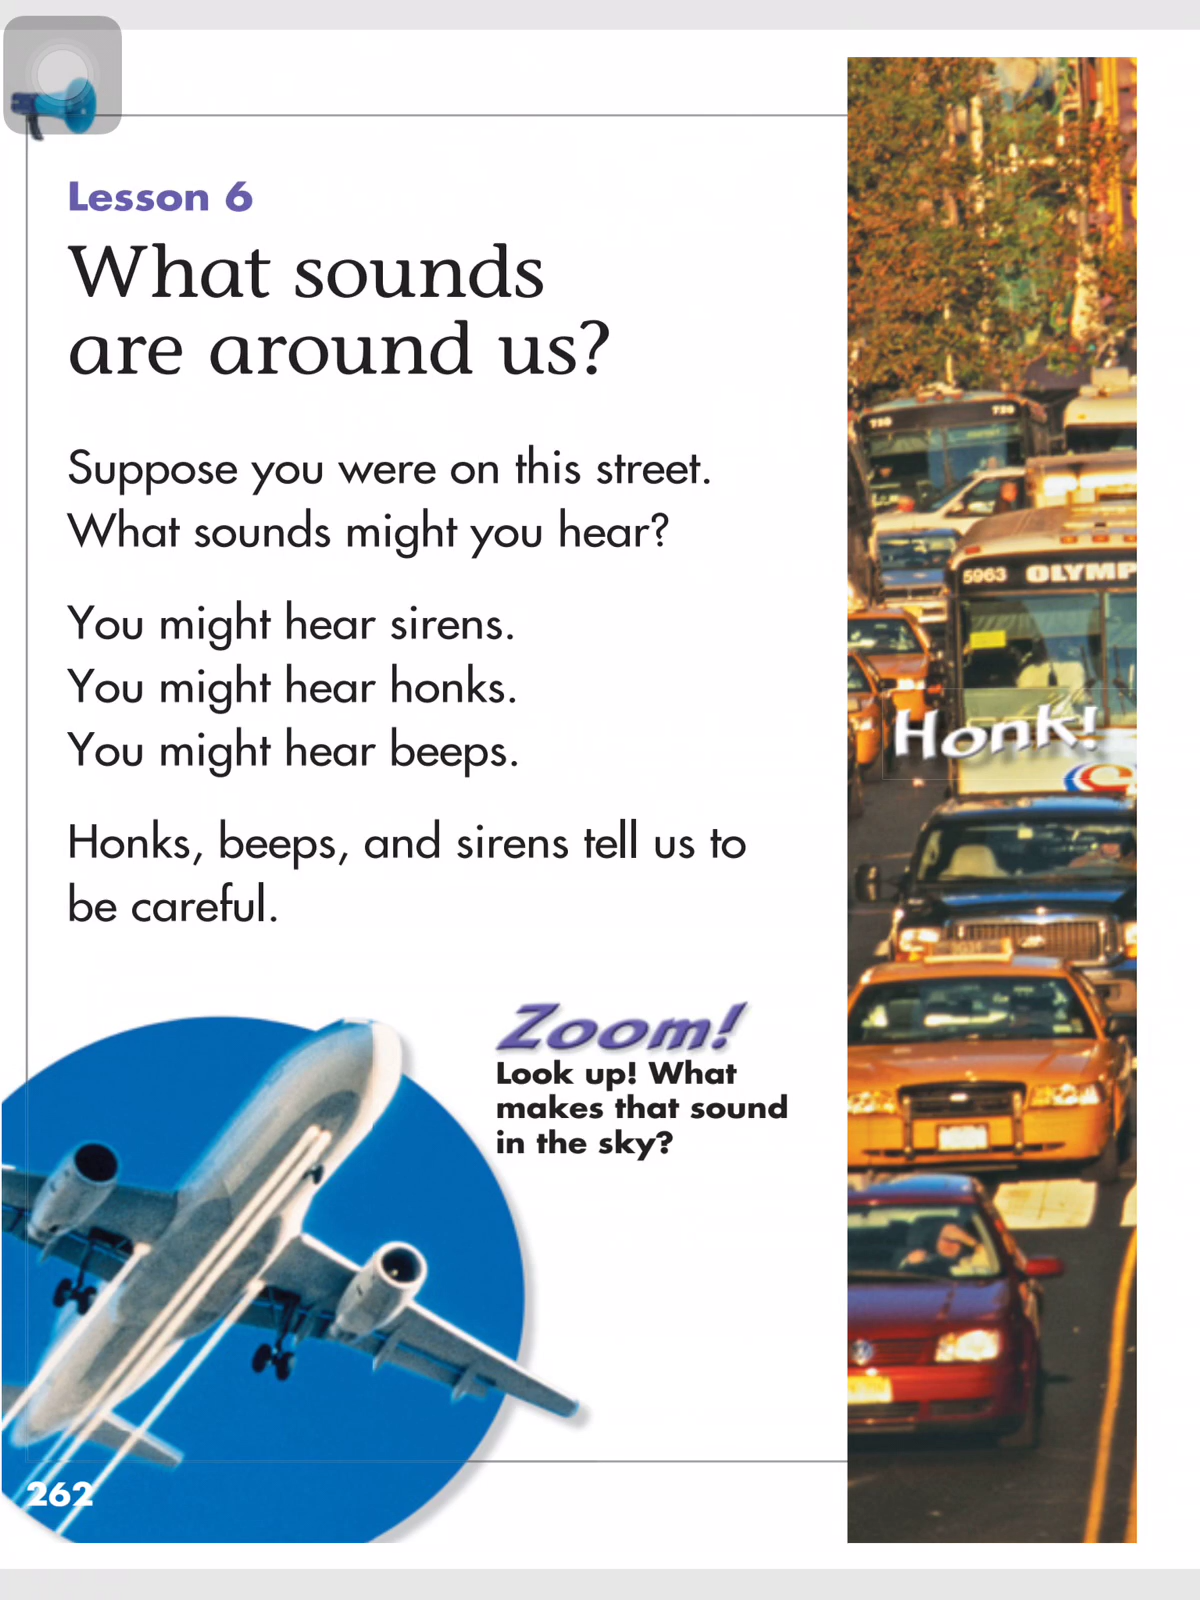 Lesson 6
What sounds
are around us?
Suppose you were on this street.
What sounds might you hear?
You might hear sirens.
You might hear honks.
You might hear beeps.
Honks, beeps, and sirens tell us to
be careful.
Zoom!
Look up! What
makes that sound
in the sky?
262
720
5963 OLYMP
Honk!